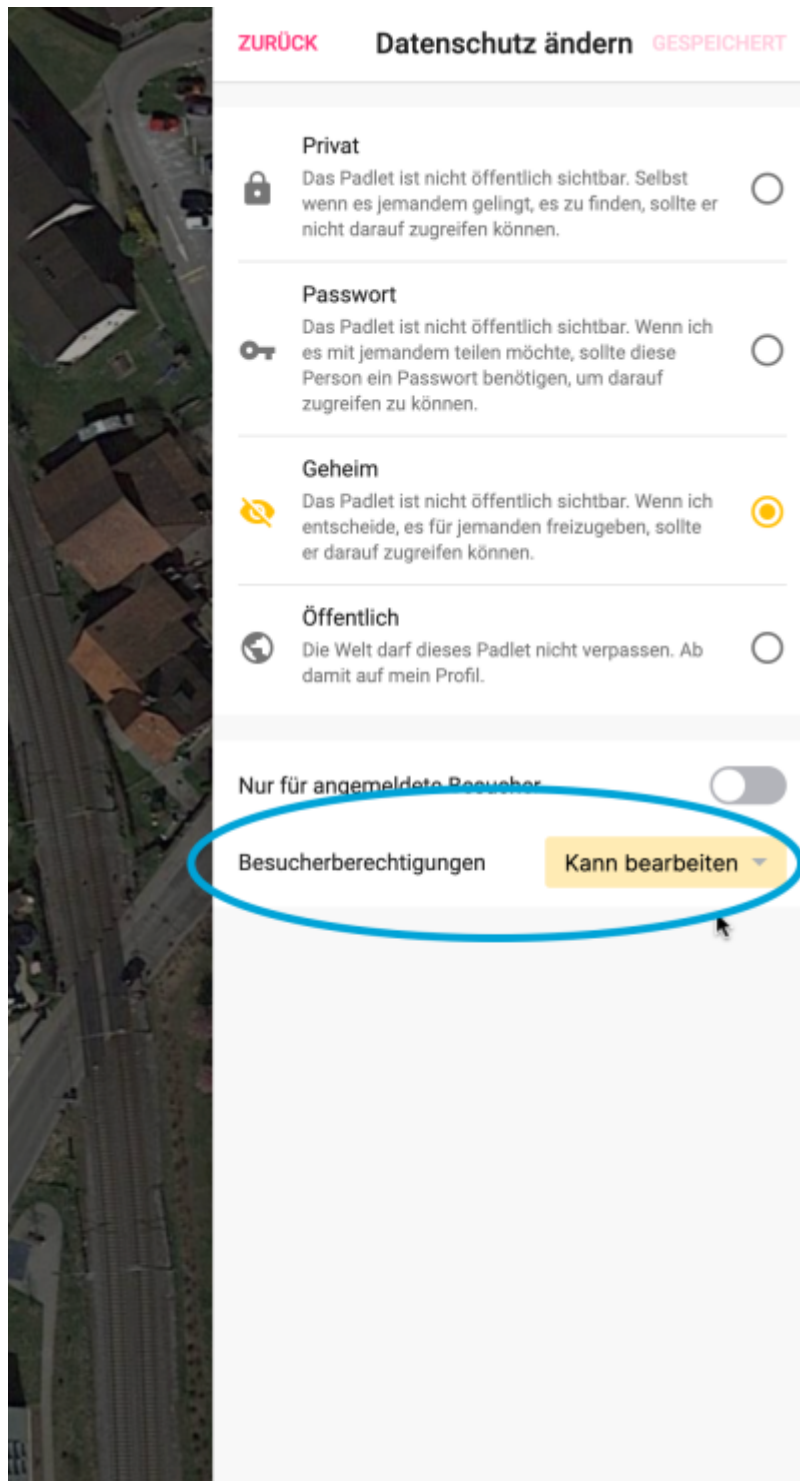 ZURÜCK Datenschutz ändern GESPEICHERT
Privat
Das Padlet ist nicht öffentlich sichtbar. Selbst
wenn es jemandem gelingt, es zu finden, sollte er
nicht darauf zugreifen können.
Passwort
Das Padlet ist nicht öffentlich sichtbar. Wenn ich
es mit jemandem teilen möchte, sollte diese
Person ein Passwort benötigen, um darauf
zugreifen zu können.
Geheim
Das Padlet ist nicht öffentlich sichtbar. Wenn ich
entscheide, es für jemanden freizugeben, sollte
er darauf zugreifen können.
Öffentlich
Die Welt darf dieses Padlet nicht verpassen. Ab
damit auf mein Profil.
Nur für angemeldete Besucher
Besucherberechtigungen Kann bearbeiten